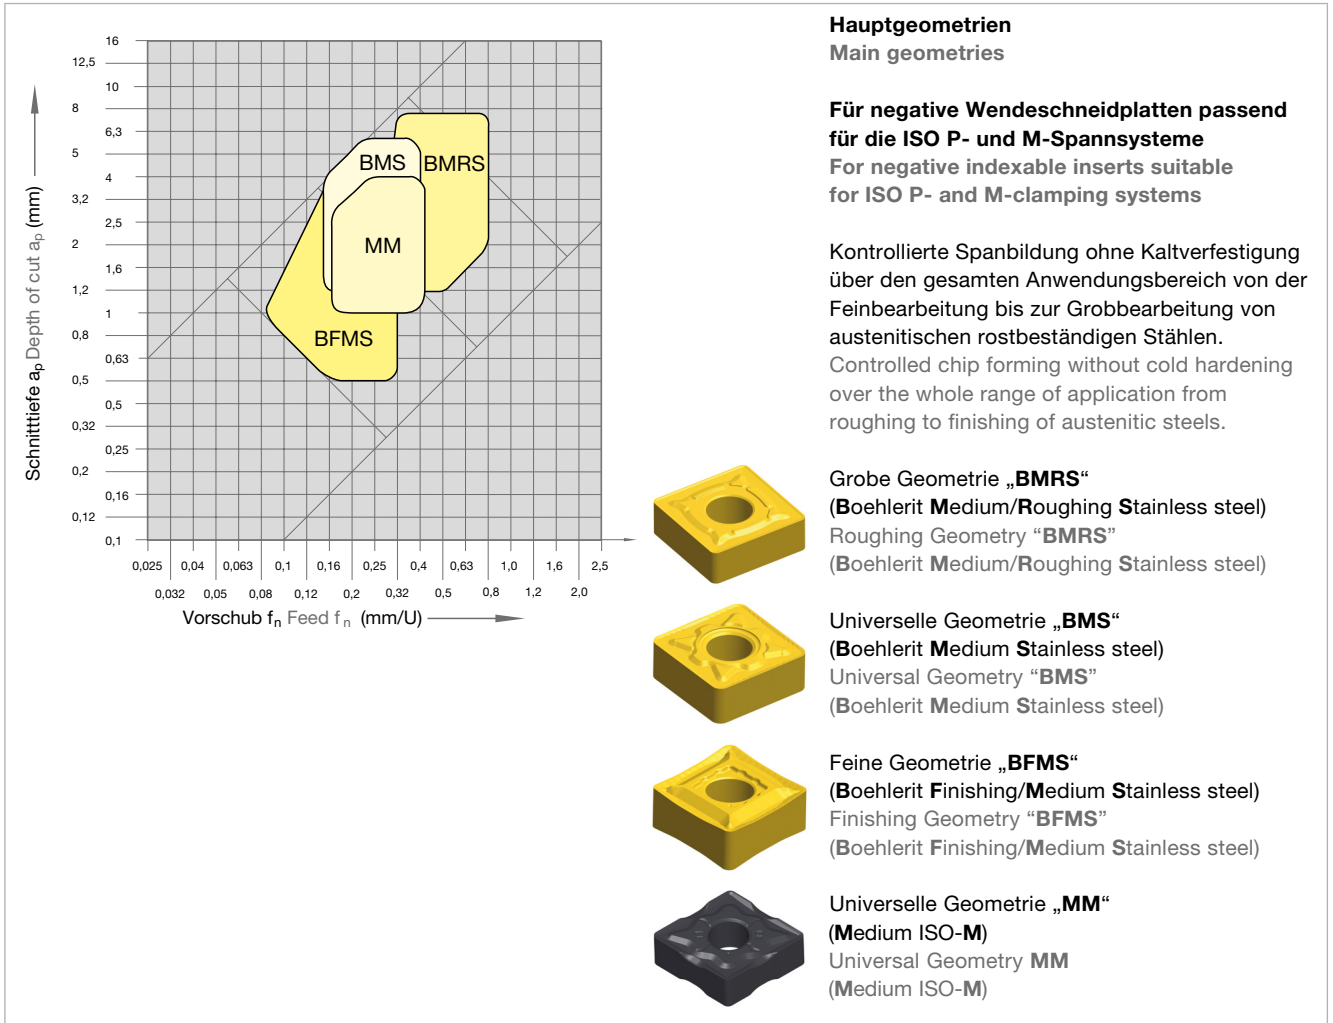 16
12,5
10
8
6,3
5
4
3,2
2,5
2
1,6
1,2
1
0,8
0,63
0,5
0,5
0,32
0,25
0,2
0,16
0,12
0,1
Schnitttiefe ap Depth of cut ap (mm)
BMS
BMRS
MM
BFMS
0,025 0,04 0,063 0,1 0,16 0,25 0,4 0,63 1,0 1,6 2,5
0,032 0,05 0,08 0,12 0,2 0,32 0,5 0,8 1,2 2,0
Vorschub fn Feed fn (mm/U)
Hauptgeometrien
Main geometries
Für negative Wendeschneidplatten passend
für die ISO P- und M-Spannsysteme
For negative indexable inserts suitable
for ISO P- and M-clamping systems
Kontrollierte Spanbildung ohne Kaltverfestigung
über den gesamten Anwendungsbereich von der
Feinbearbeitung bis zur Grobbearbeitung von
austenitischen rostbeständigen Stählen.
Controlled chip forming without cold hardening
over the whole range of application from
roughing to finishing of austenitic steels.
Grobe Geometrie „BMRS“
(Boehlerit Medium/Roughing Stainless steel)
Roughing Geometry “BMRS”
(Boehlerit Medium/Roughing Stainless steel)
Universelle Geometrie „BMS“
(Boehlerit Medium Stainless steel)
Universal Geometry “BMS”
(Boehlerit Medium Stainless steel)
Feine Geometrie „BFMS“
(Boehlerit Finishing/Medium Stainless steel)
Finishing Geometry “BFMS”
(Boehlerit Finishing/Medium Stainless steel)
Universelle Geometrie „MM“
(Medium ISO-M)
Universal Geometry MM
(Medium ISO-M)